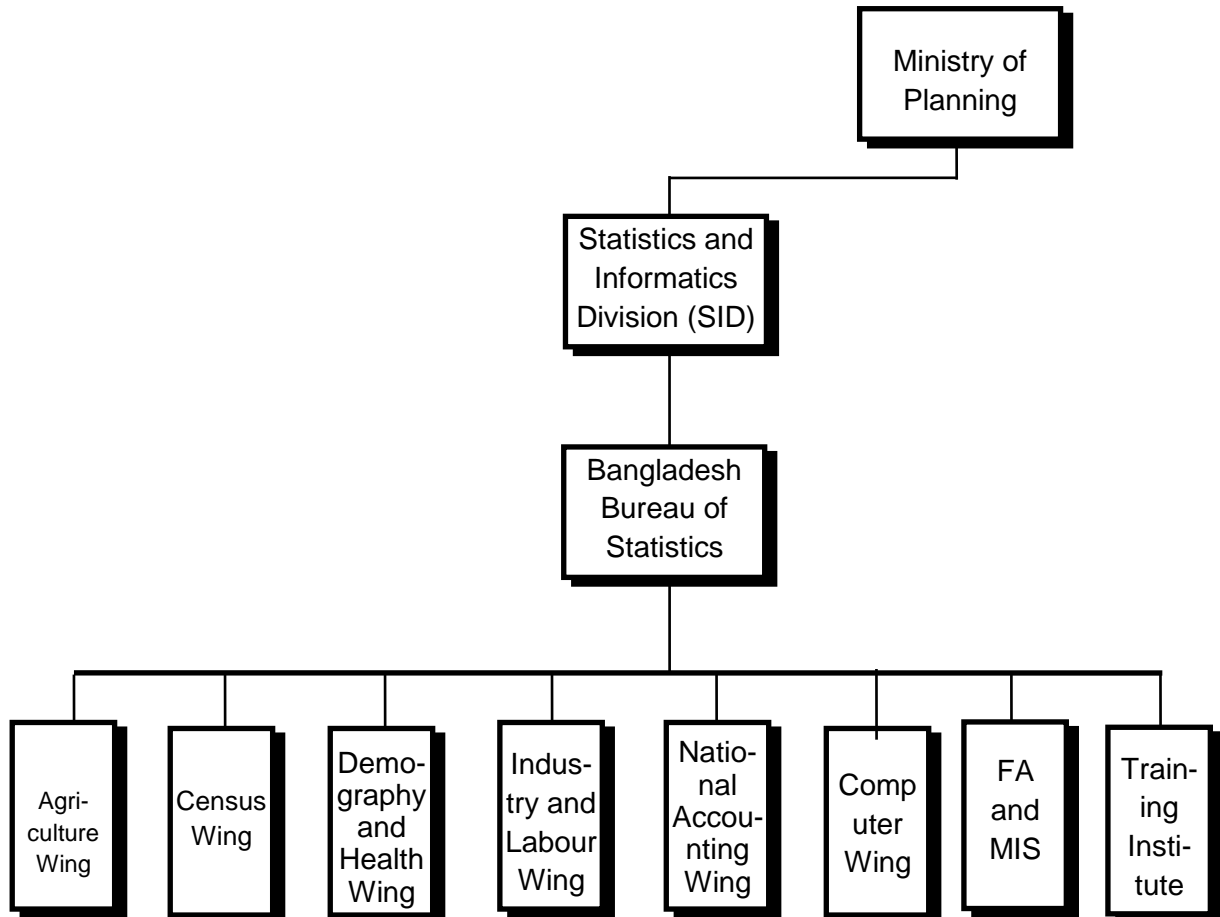 Ministry of
Planning
Statistics and
Informatics
Division (SID)
Bangladesh
Bureau of
Statistics
Agri-
culture
Wing
Census
Wing
Demo-
graphy
and
Health
Wing
Indus-
try and
Labour
Wing
Natio-
nal
Accou-
nting
Wing
Comp
uter
Wing
FA
and
MIS
Train-
ing
Insti-
tute